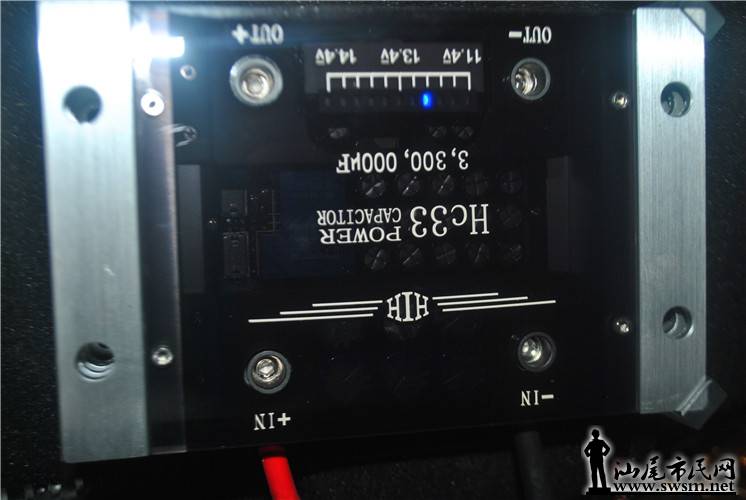 -IN +IN
HIH
Hc33 POWER
CAPACITOR
3,300,000μF
11.4V 13.4V 14.4V
OUT- OUT+
汕尾市民网
www.swsm.net